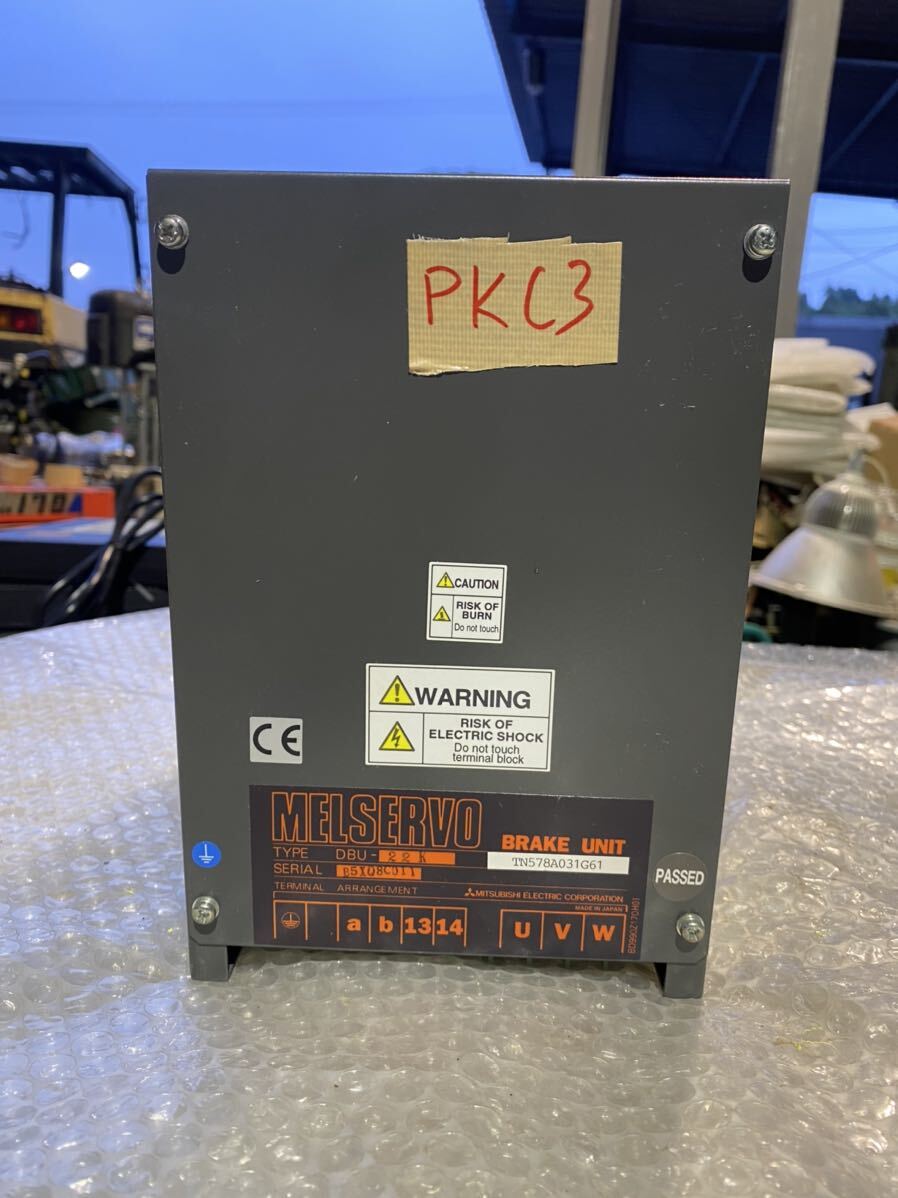 PKC3
170
CAUTION
RISK OF
BURN
Do not touch
WARNING
RISK OF
ELECTRIC SHOCK
Do not touch
terminal block
CE
MELSERVO
BRAKE UNIT
TYPE DBU-22K
TN578A031G61
SERIAL
PASSED
TERMINAL ARRANGEMENT
MITSUBISHI ELECTRIC CORPORATION
MADE IN JAPAN
a b 13 14 U V W
BD990Z17DH01